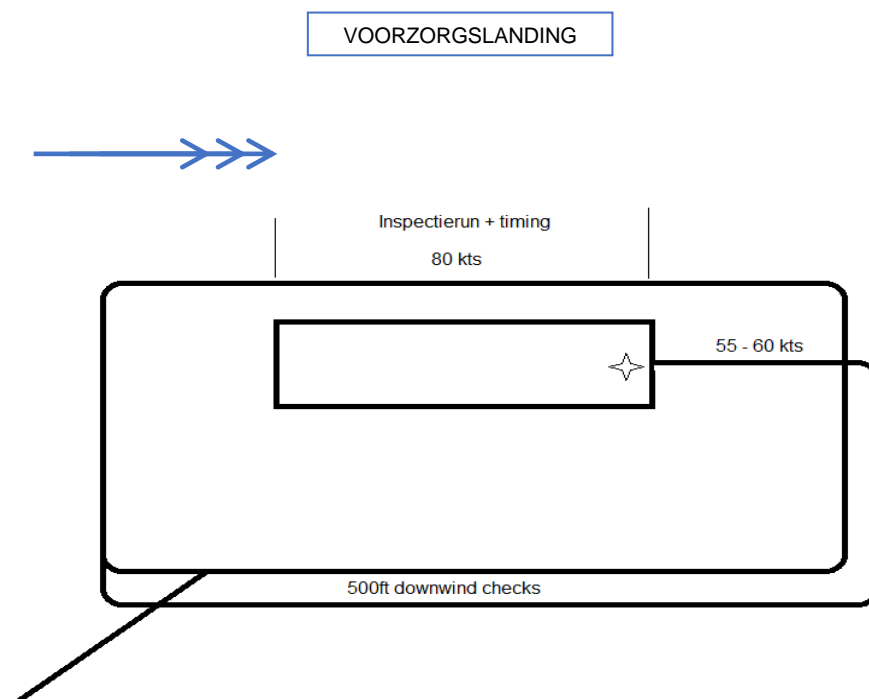 VOORZORGSLANDING
Inspectierun + timing
80 kts
55 - 60 kts
500ft downwind checks